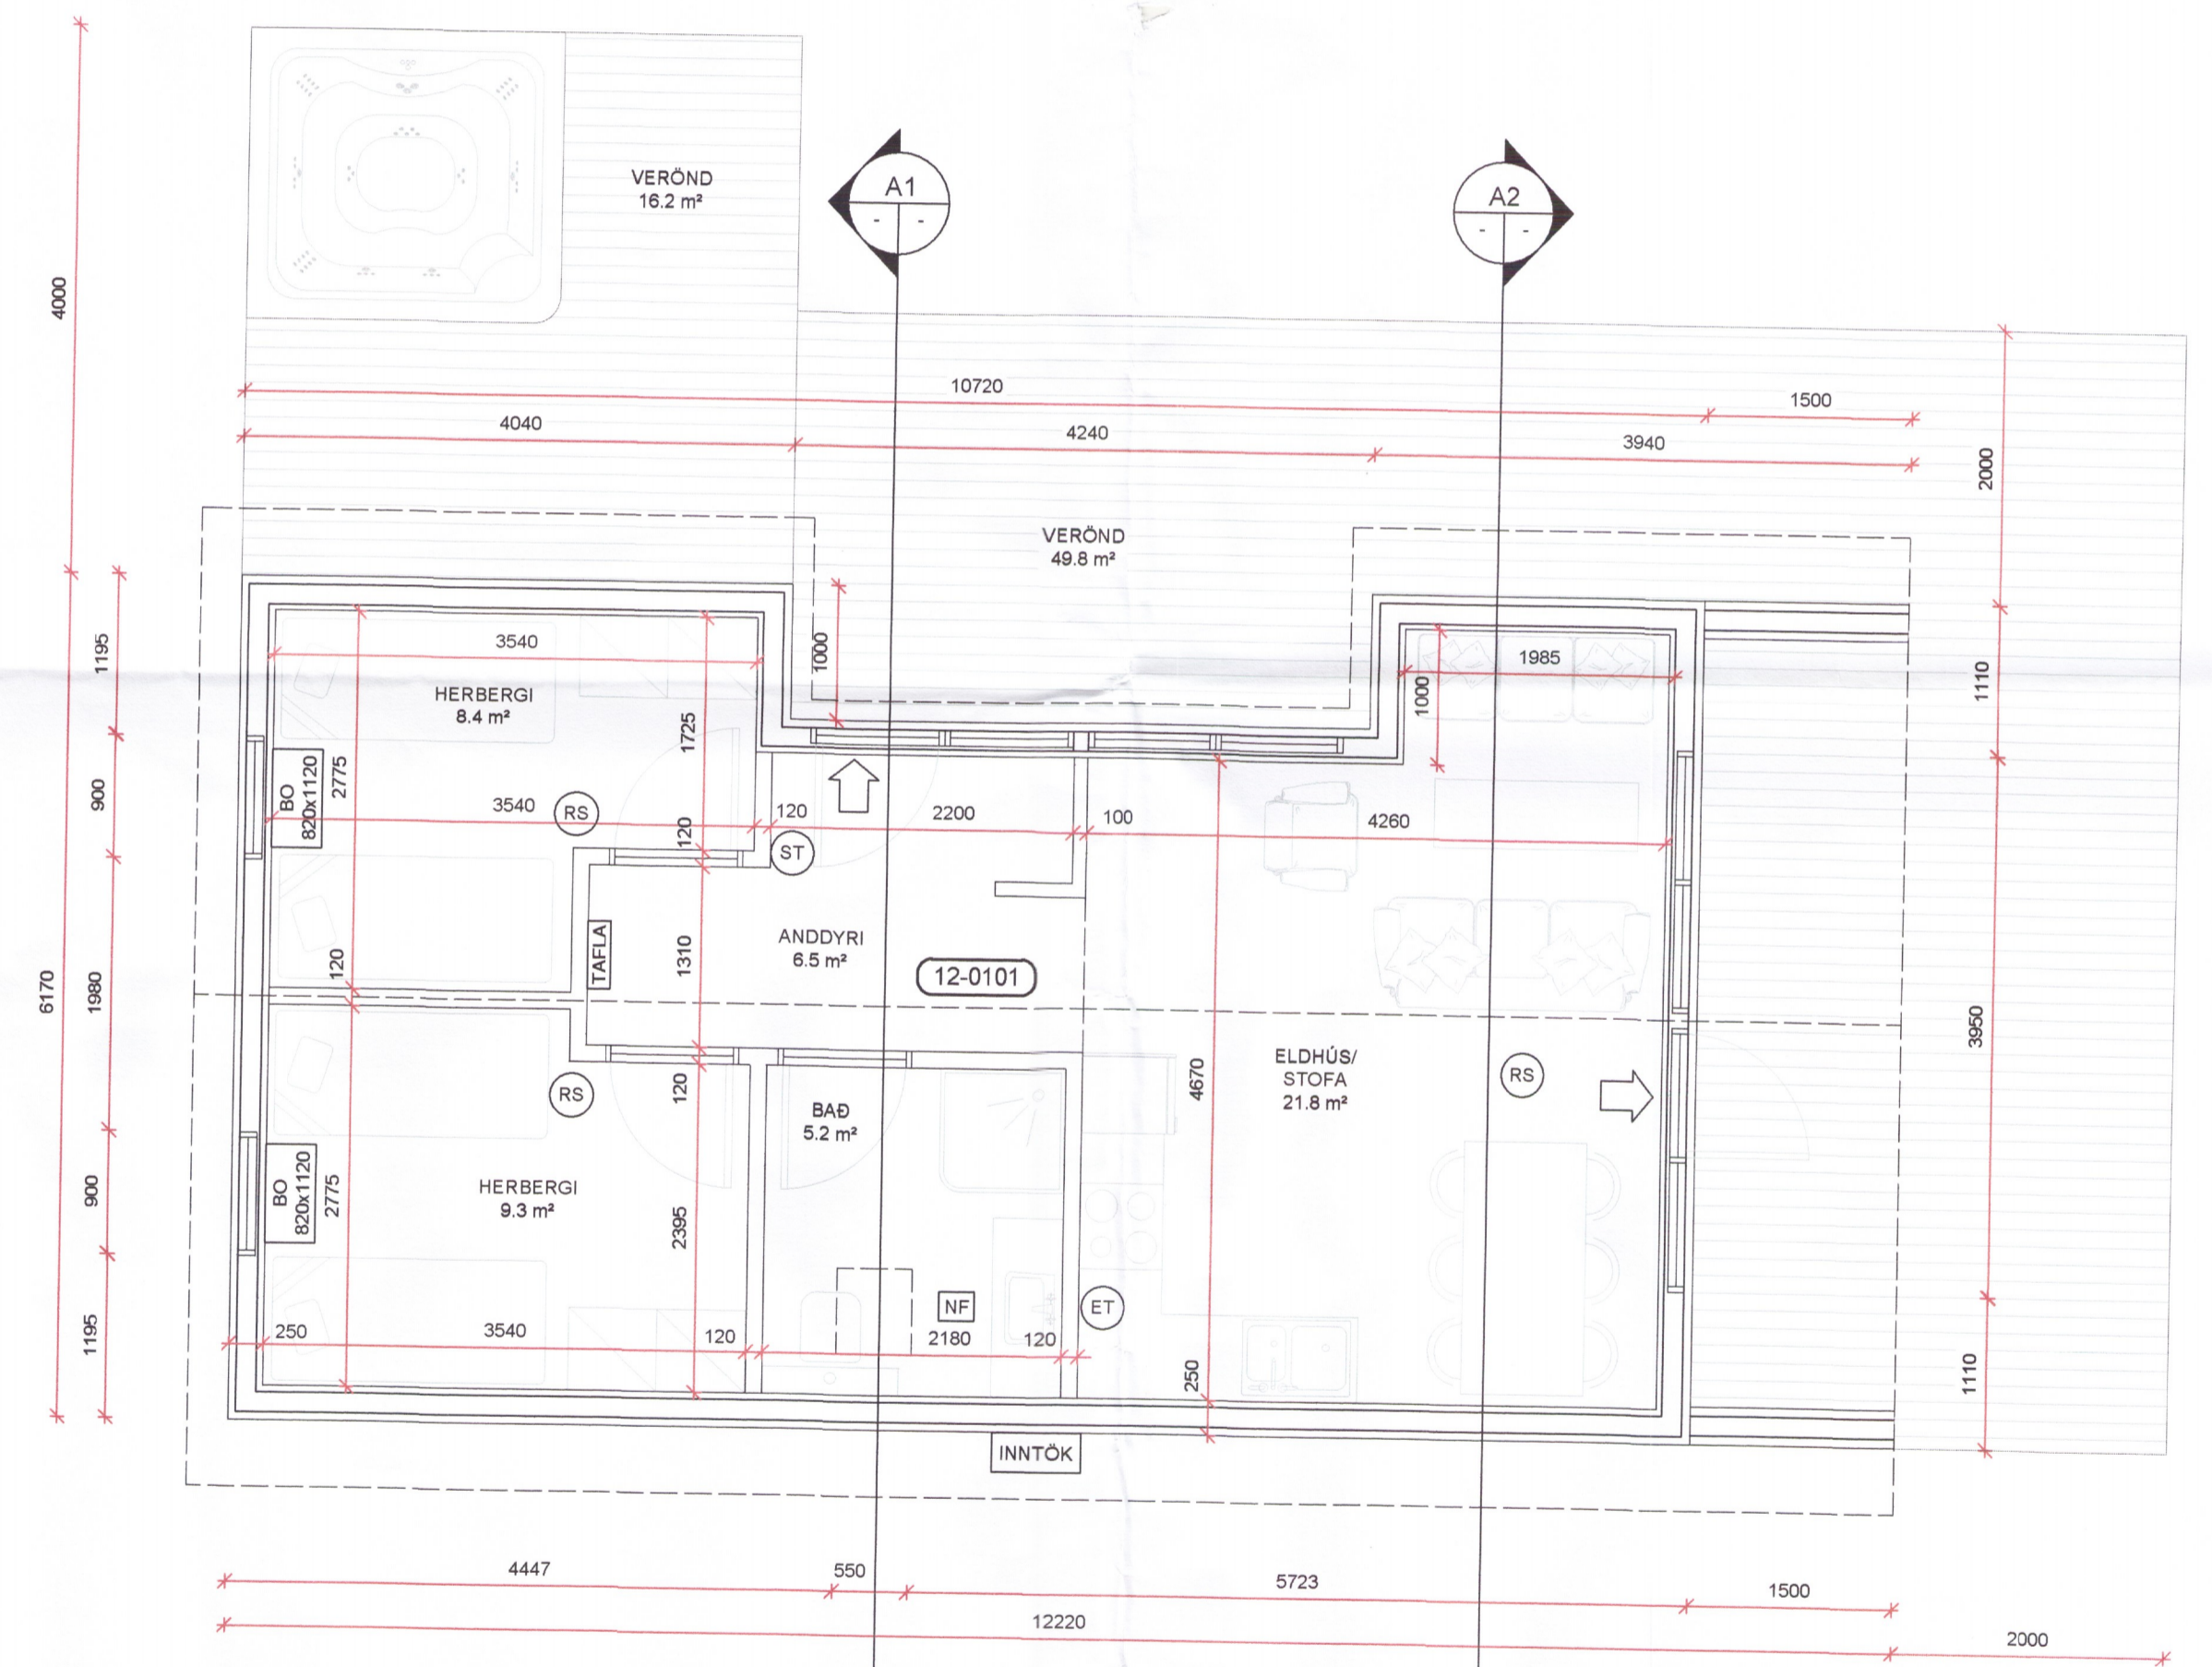 4000
VERÖND
16.2 m²
A1
- -
A2
- -
10720
1500
4040
4240
3940
2000
VERÖND
49.8 m²
1195
3540
1000
1985
1000
1110
HERBERGI
8.4 m²
1725
900
BO
820x1120
2775
3540
RS
120
120
2200
100
4260
ST
TAFLA
1310
ANDDYRI
6.5 m²
12-0101
120
6170
1980
3950
RS
120
BAÐ
5.2 m²
4670
ELDHÚS/
STOFA
21.8 m²
RS
900
BO
820x1120
2775
HERBERGI
9.3 m²
2395
NF
ET
1195
250
3540
120
2180
120
250
1110
INNTÖK
4447
550
5723
1500
12220
2000